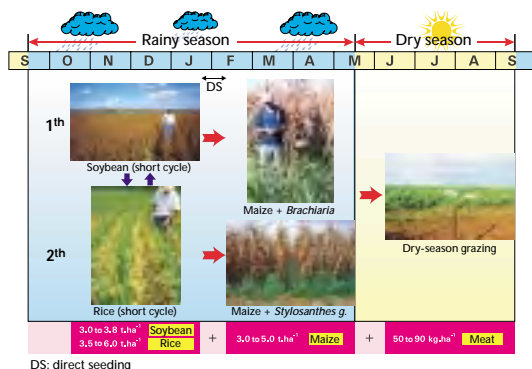 Rainy season
Dry season
S O N D J F M A M J J A S
DS
1th
Soybean (short cycle)
Maize + Brachiaria
Dry-season grazing
2th
Rice (short cycle)
Maize + Stylosanthes g.
3.0 to 3.8 t.ha⁻¹ Soybean
3.5 to 6.0 t.ha⁻¹ Rice
+
3.0 to 5.0 t.ha⁻¹ Maize
+
50 to 90 kg.ha⁻¹ Meat
DS: direct seeding